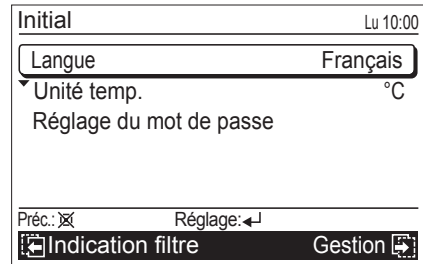 Initial Lu 10:00
Langue Français
Unité temp. °C
Réglage du mot de passe
Préc.: Réglage:
Indication filtre Gestion